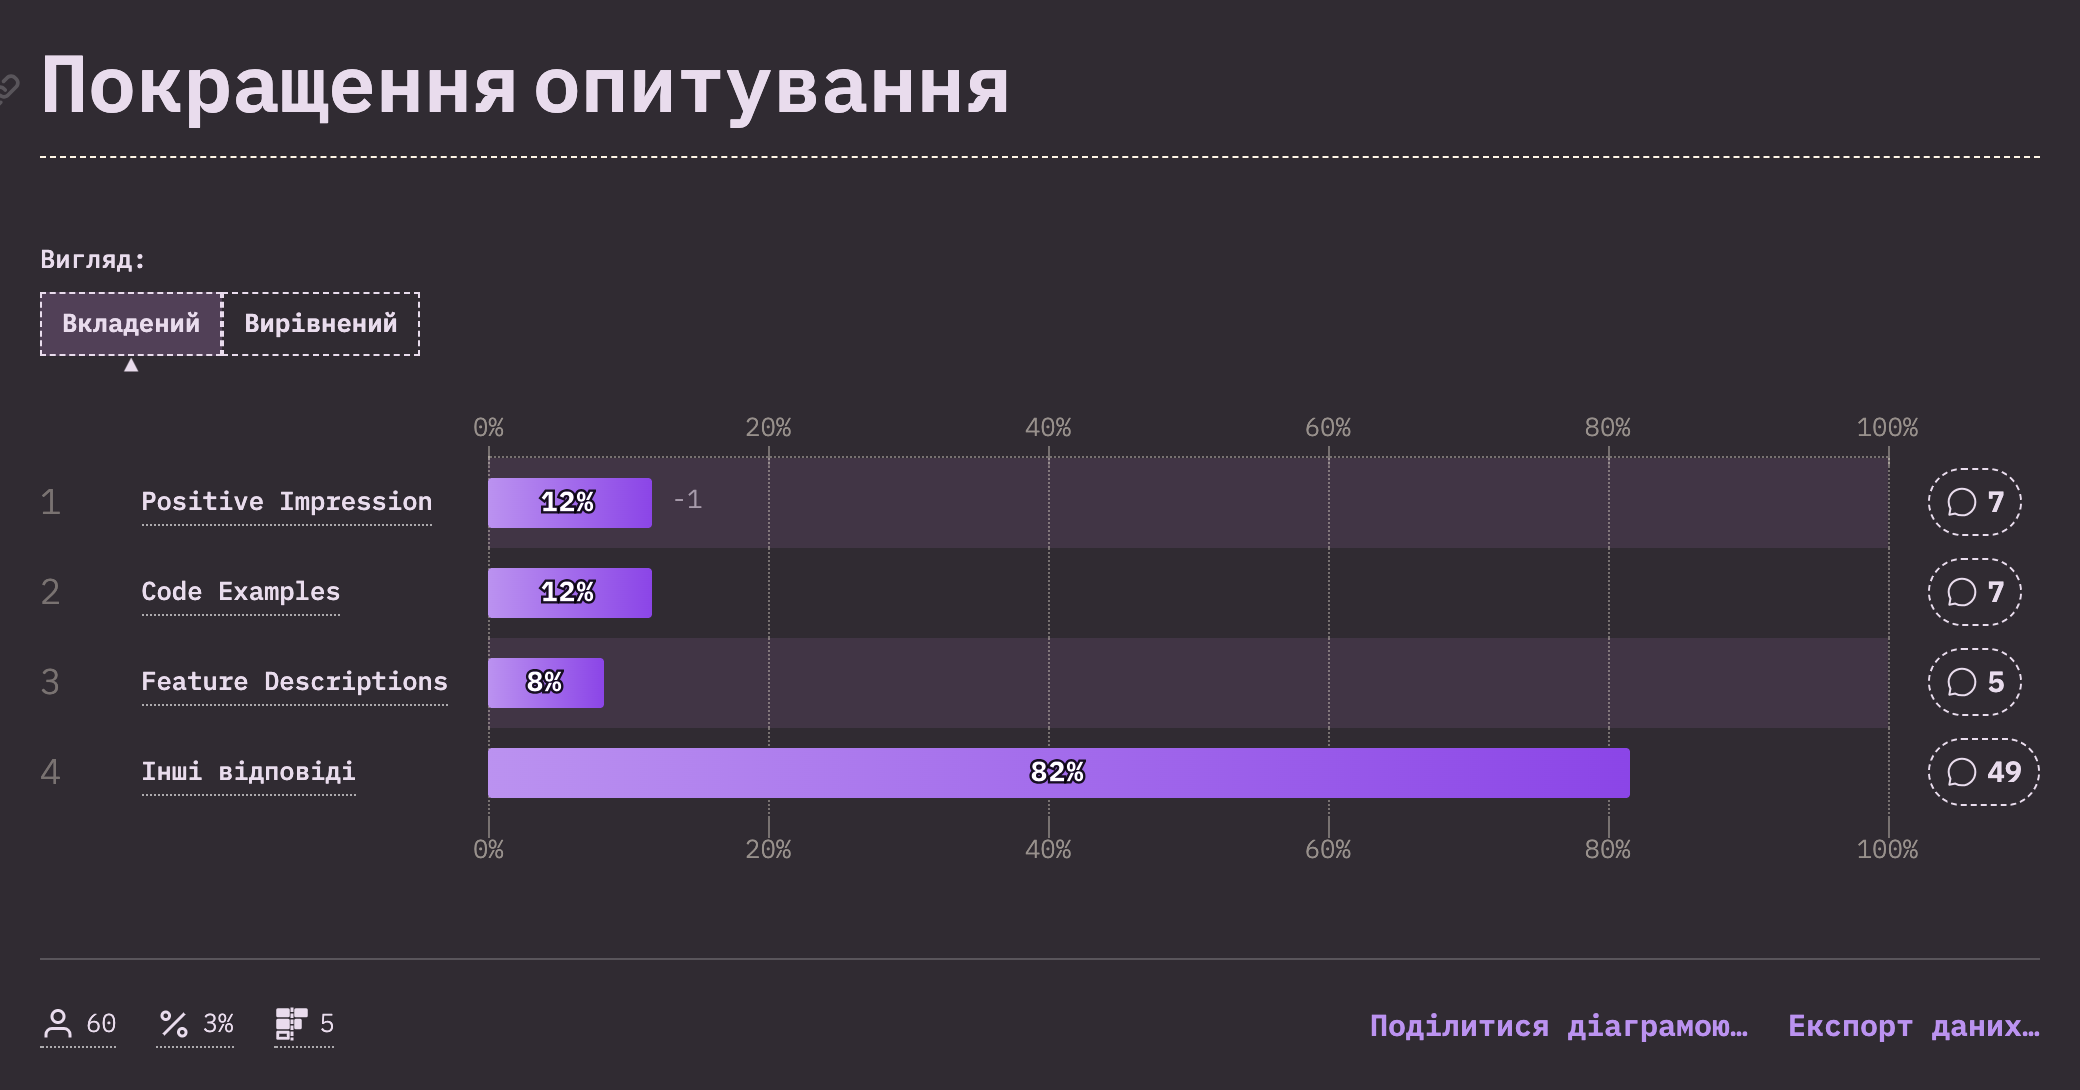 Покращення опитування
Вигляд:
Вкладений Вирівнений
0% 20% 40% 60% 80% 100%
1 Positive Impression 12% -1 7
2 Code Examples 12% 7
3 Feature Descriptions 8% 5
4 Інші відповіді 82% 49
0% 20% 40% 60% 80% 100%
60 3% 5 Поділитися діаграмою… Експорт даних…